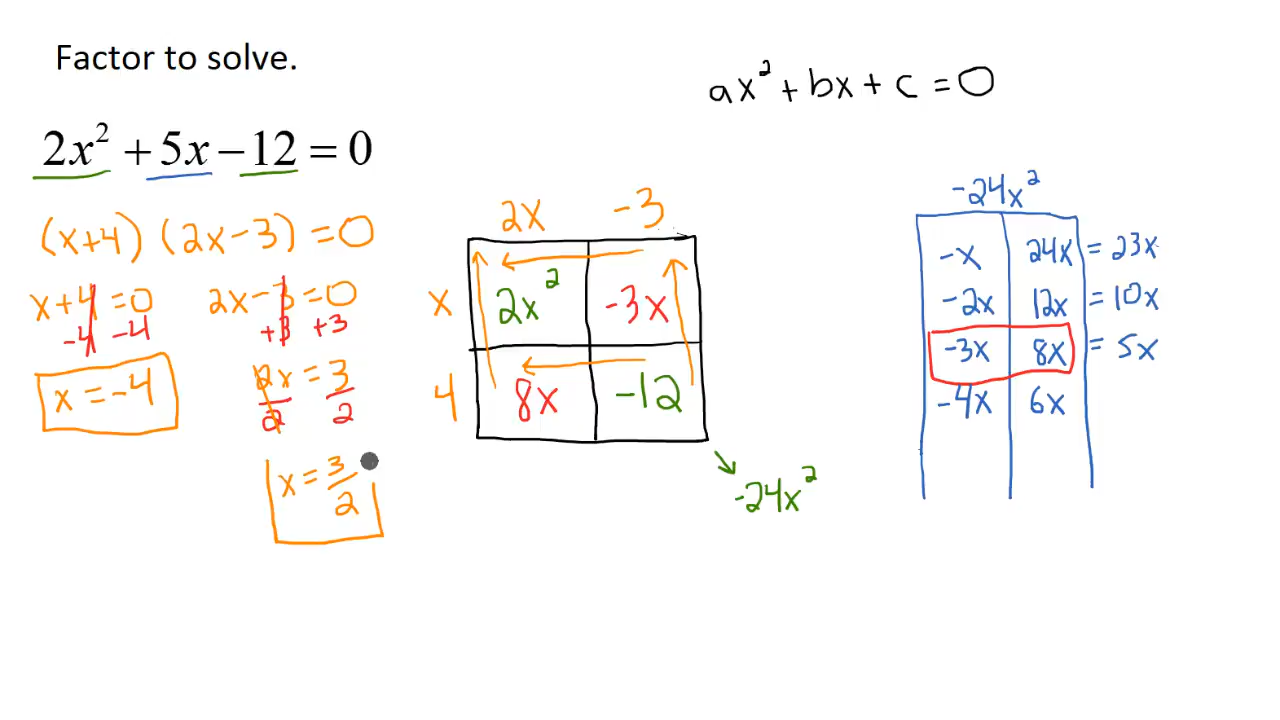 Factor to solve.
ax² + bx + c = 0
2x² + 5x − 12 = 0
(x+4) (2x−3) = 0
x+4 = 0
-4 -4
x = -4
2x-3 = 0
+3 +3
2x = 3
2 2
x = 3/2
2x -3
x 2x² -3x
4 8x -12
-24x²
-24x²
-x 24x = 23x
-2x 12x = 10x
-3x 8x = 5x
-4x 6x